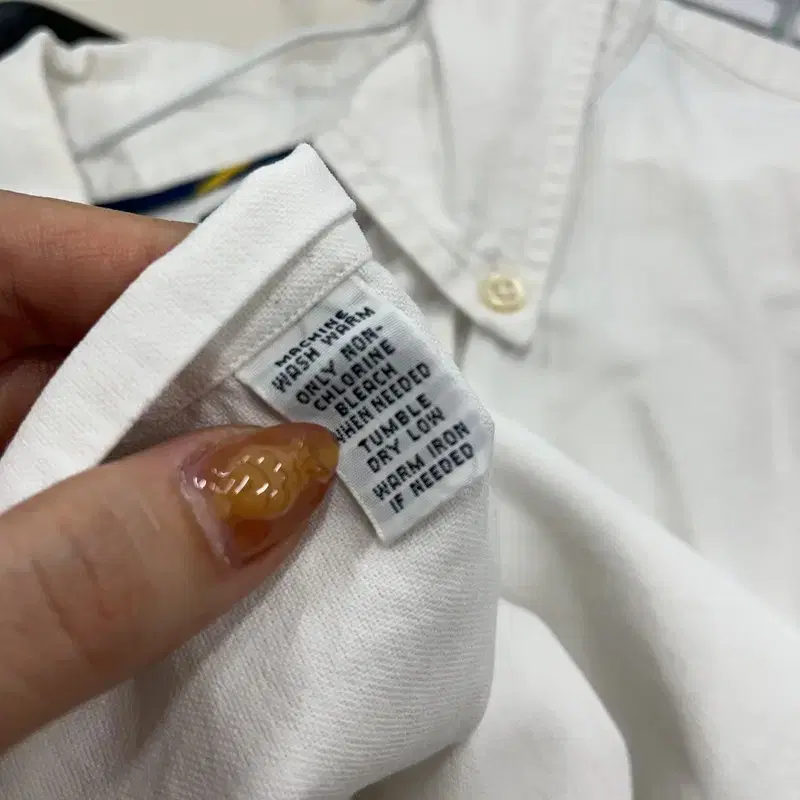 MACHINE
WASH WARM
ONLY NON-
CHLORINE
BLEACH
WHEN NEEDED
TUMBLE
DRY LOW
WARM IRON
IF NEEDED